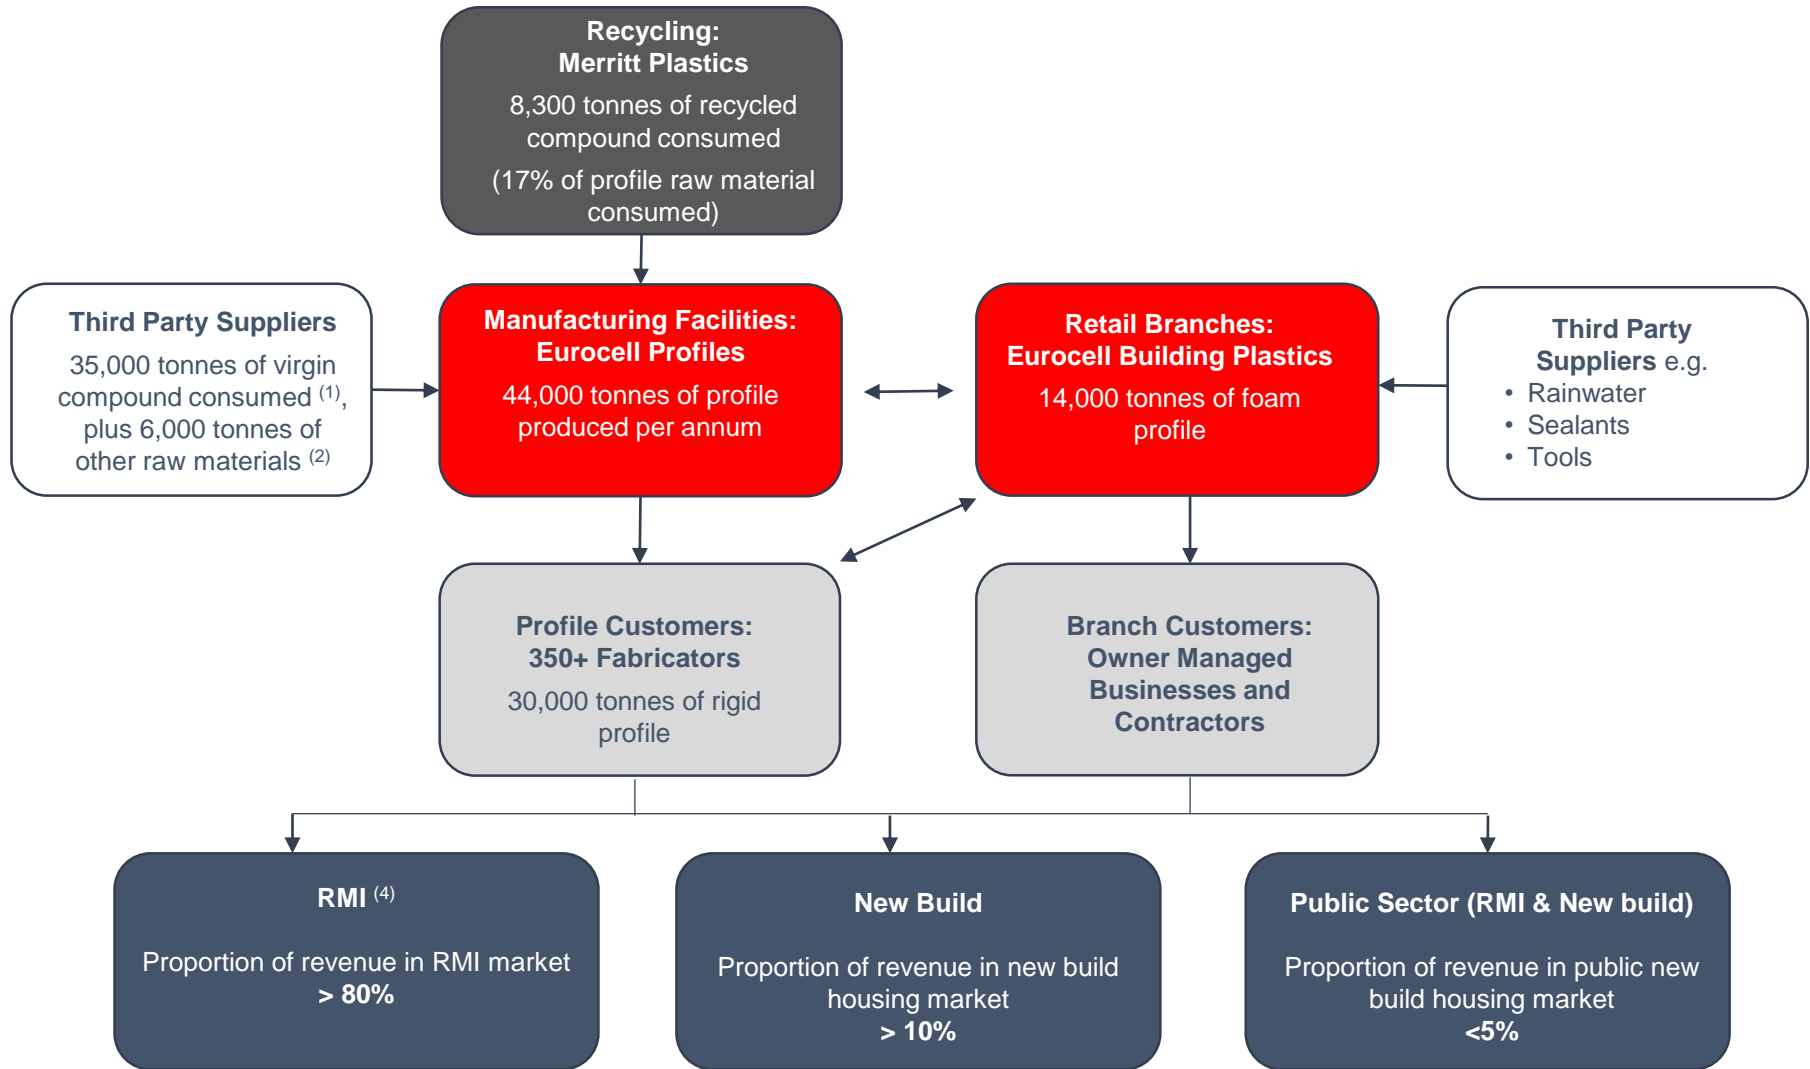 Recycling:
Merritt Plastics
8,300 tonnes of recycled
compound consumed
(17% of profile raw material
consumed)
Third Party Suppliers
35,000 tonnes of virgin
compound consumed (1),
plus 6,000 tonnes of
other raw materials (2)
Manufacturing Facilities:
Eurocell Profiles
44,000 tonnes of profile
produced per annum
Retail Branches:
Eurocell Building Plastics
14,000 tonnes of foam
profile
Third Party
Suppliers e.g.
• Rainwater
• Sealants
• Tools
Profile Customers:
350+ Fabricators
30,000 tonnes of rigid
profile
Branch Customers:
Owner Managed
Businesses and
Contractors
RMI (4)
Proportion of revenue in RMI market
> 80%
New Build
Proportion of revenue in new build
housing market
> 10%
Public Sector (RMI & New build)
Proportion of revenue in public new
build housing market
<5%